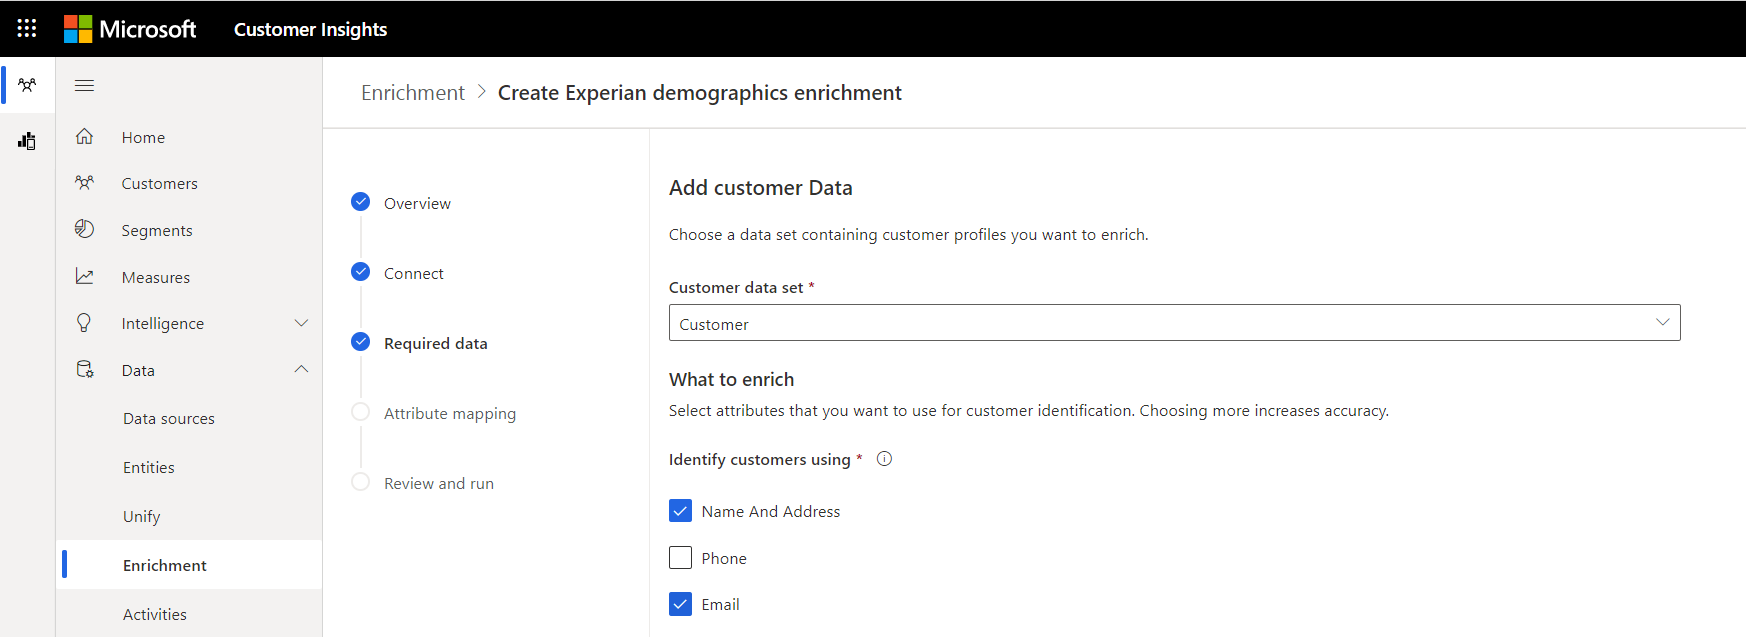 Microsoft Customer Insights
Enrichment > Create Experian demographics enrichment
Home
Customers
Segments
Measures
Intelligence
Data
Data sources
Entities
Unify
Enrichment
Activities
Overview
Connect
Required data
Attribute mapping
Review and run
Add customer Data
Choose a data set containing customer profiles you want to enrich.
Customer data set *
Customer
What to enrich
Select attributes that you want to use for customer identification. Choosing more increases accuracy.
Identify customers using *
Name And Address
Phone
Email